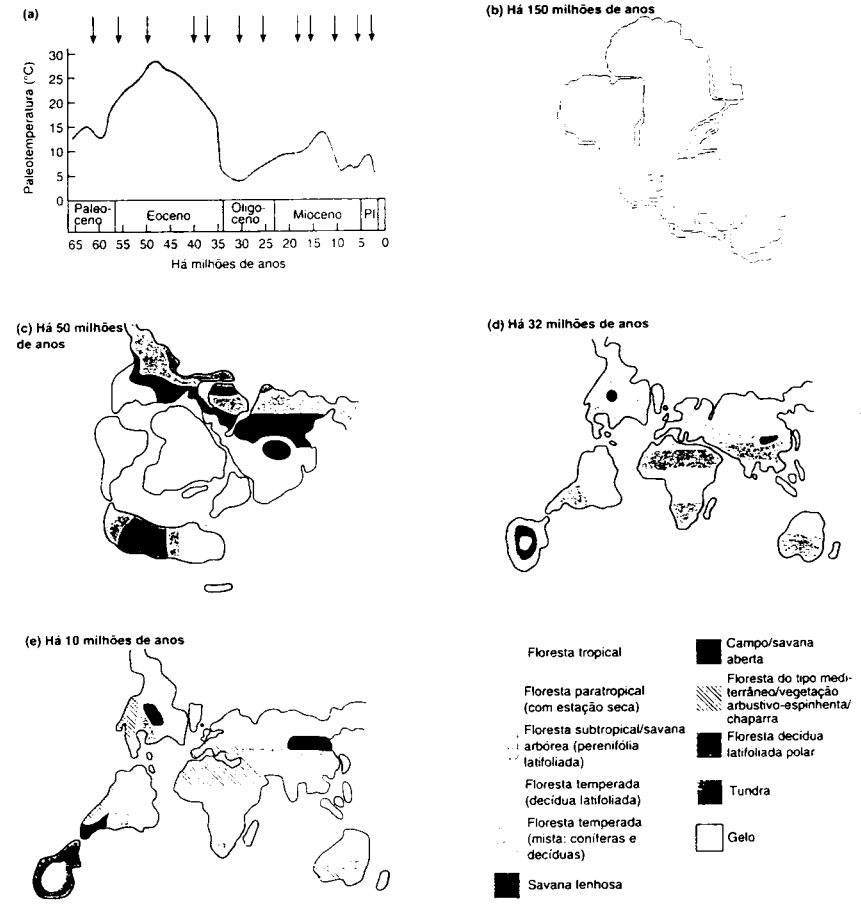 (a)
Paleotemperatura (°C)
30
25
20
15
10
5
0
Paleo-
ceno
Eoceno
Oligo-
ceno
Mioceno
Pl
65 60 55 50 45 40 35 30 25 20 15 10 5 0
Há milhões de anos
(b) Há 150 milhões de anos
(c) Há 50 milhões
de anos
(d) Há 32 milhões de anos
(e) Há 10 milhões de anos
Floresta tropical
Floresta paratropical
(com estação seca)
Floresta subtropical/savana
arbórea (perenifólia
latifoliada)
Floresta temperada
(decídua latifoliada)
Floresta temperada
(mista: coníferas e
decíduas)
Savana lenhosa
Campo/savana
aberta
Floresta do tipo medi-
terrâneo/vegetação
arbustivo-espinhenta/
chaparra
Floresta decídua
latifoliada polar
Tundra
Gelo